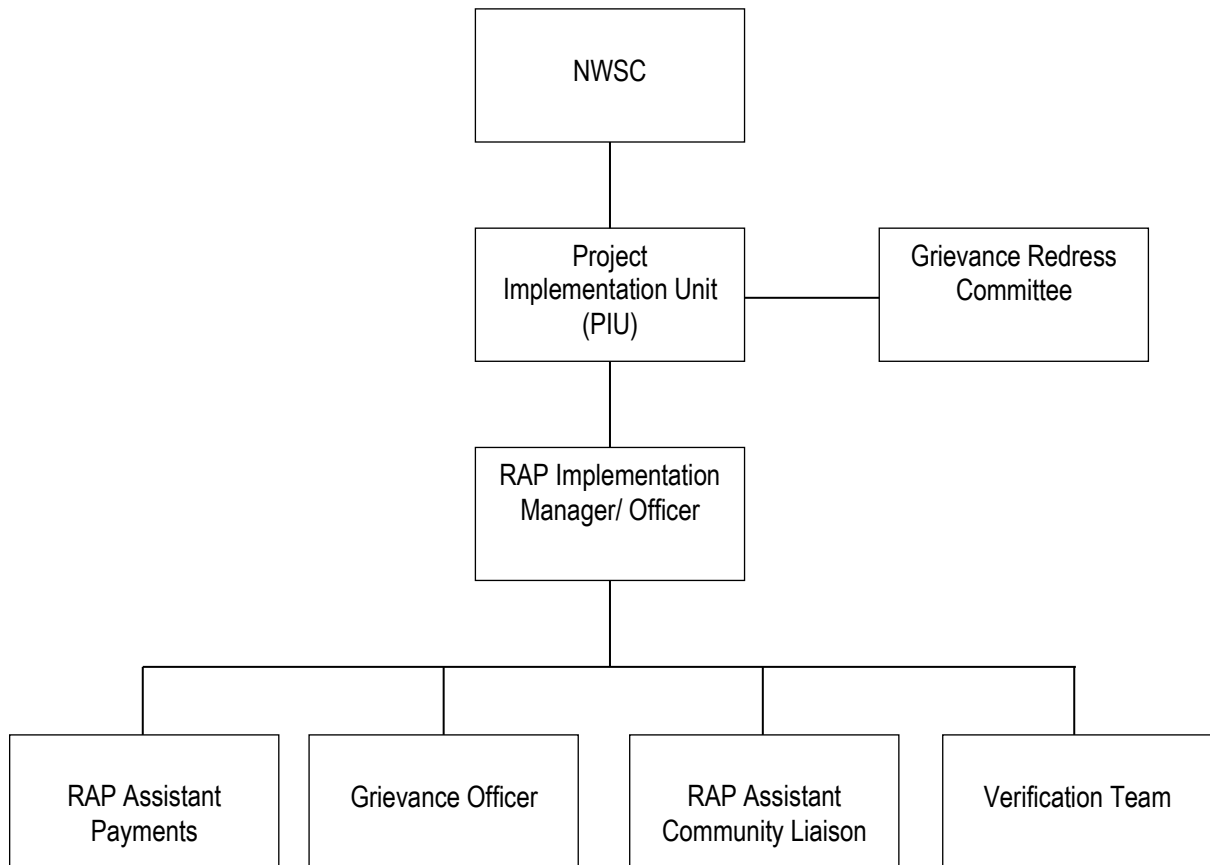 NWSC
Project
Implementation Unit
(PIU)
Grievance Redress
Committee
RAP Implementation
Manager/ Officer
RAP Assistant
Payments
Grievance Officer
RAP Assistant
Community Liaison
Verification Team